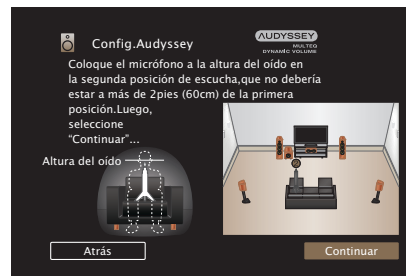 Config.Audyssey
AUDYSSEY
MULTEQ
DYNAMIC VOLUME
Coloque el micrófono a la altura del oído en
la segunda posición de escucha,que no debería
estar a más de 2pies (60cm) de la primera
posición.Luego,
seleccione
“Continuar”...
Altura del oído
Atrás
Continuar